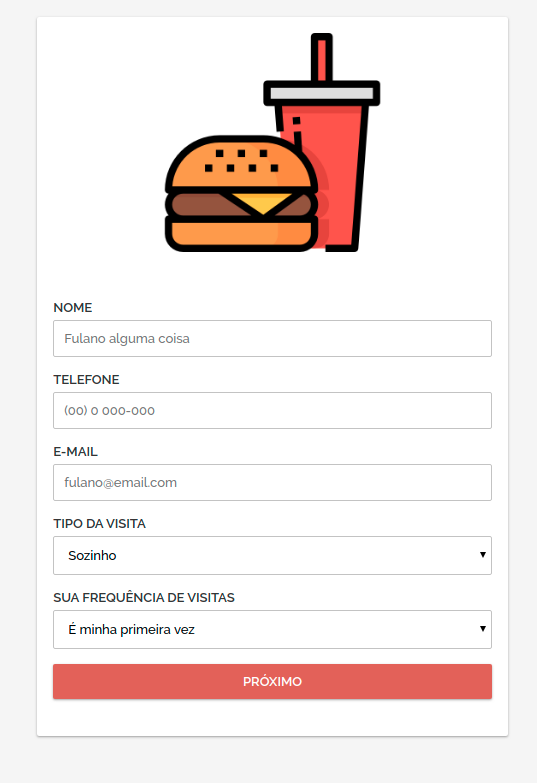 NOME
Fulano alguma coisa
TELEFONE
(00) 0 000-000
E-MAIL
fulano@email.com
TIPO DA VISITA
Sozinho
SUA FREQUÊNCIA DE VISITAS
É minha primeira vez
PRÓXIMO